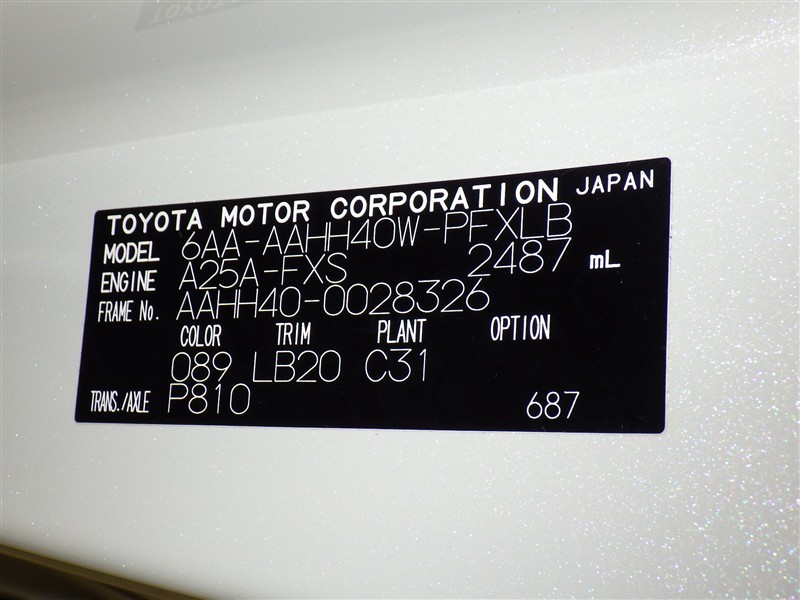 TOYOTA MOTOR CORPORATION JAPAN
MODEL 6AA-AAHH40W-PFXLB
ENGINE A25A-FXS 2487 mL
FRAME No. AAHH40-0028326
COLOR TRIM PLANT OPTION
089 LB20 C31
TRANS./AXLE P810 687